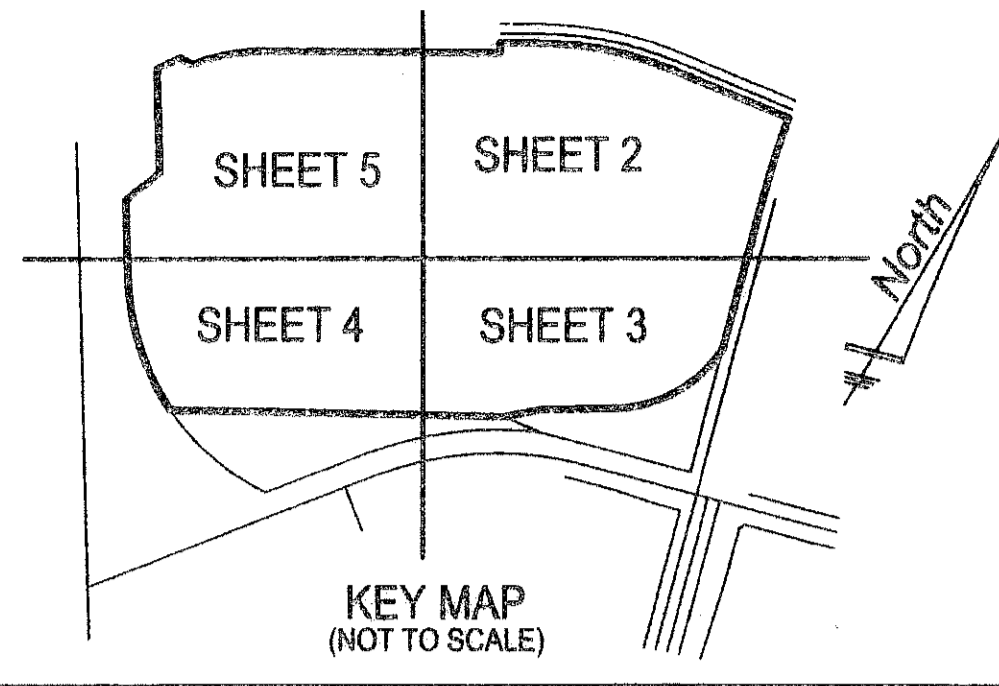 SHEET 5
SHEET 2
North
SHEET 4
SHEET 3
KEY MAP
(NOT TO SCALE)